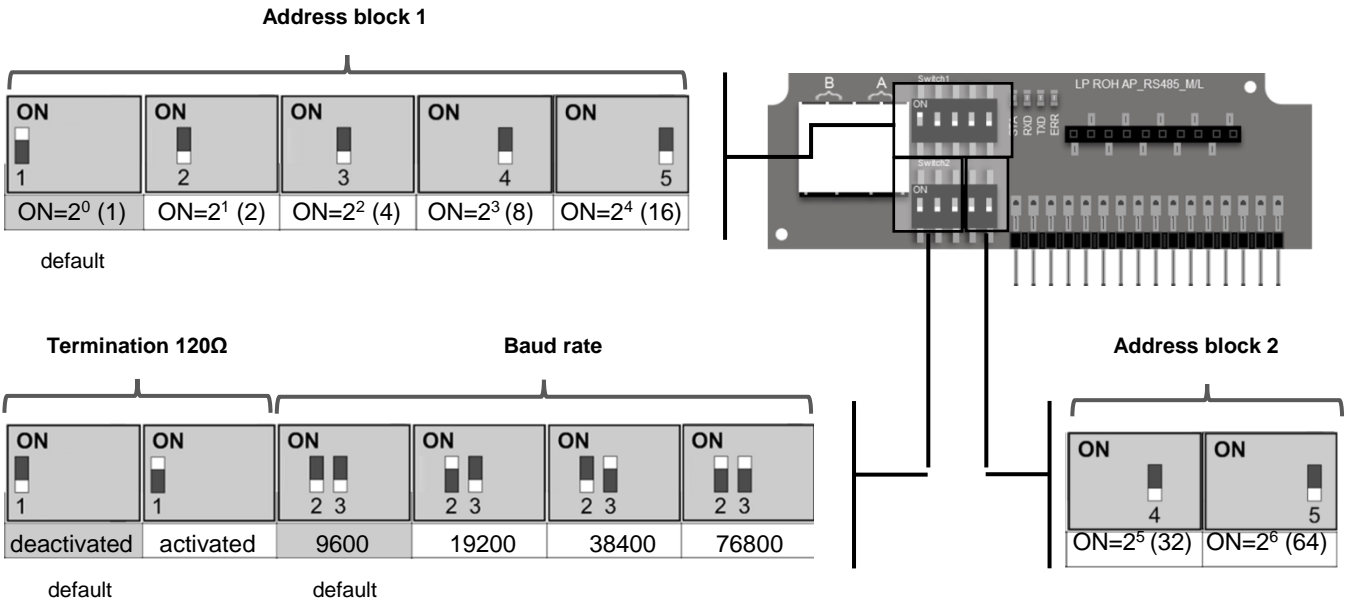 Address block 1
ON ON ON ON ON
1 2 3 4 5
ON=2⁰ (1) ON=2¹ (2) ON=2² (4) ON=2³ (8) ON=2⁴ (16)
default
B A Switch1 LP ROH AP_RS485_M/L
ON
STA RXD TXD ERR
Switch2
ON
Termination 120Ω Baud rate
ON ON ON ON ON ON
1 1 2 3 2 3 2 3 2 3
deactivated activated 9600 19200 38400 76800
default default
Address block 2
ON ON
4 5
ON=2⁵ (32) ON=2⁶ (64)